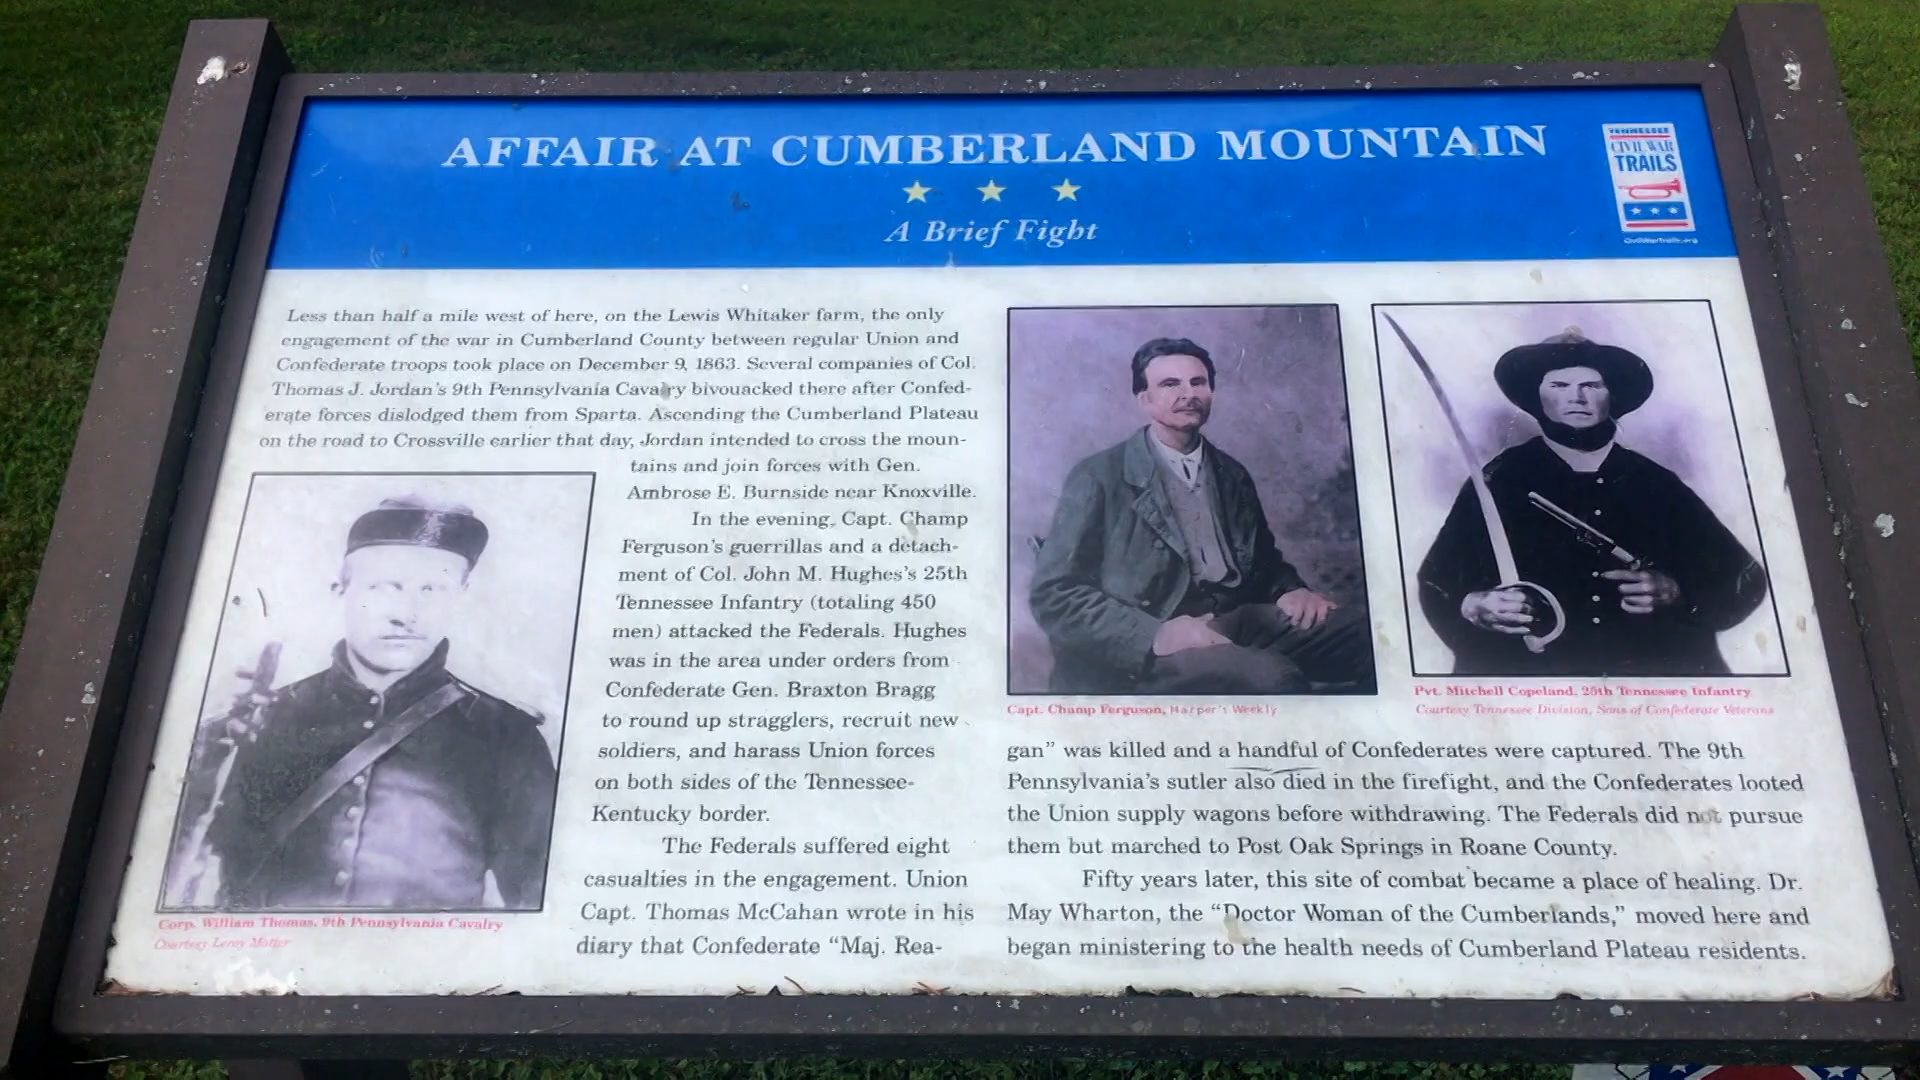 AFFAIR AT CUMBERLAND MOUNTAIN
A Brief Fight
TENNESSEE
CIVIL WAR
TRAILS
CivilWarTrails.org
Less than half a mile west of here, on the Lewis Whitaker farm, the only
engagement of the war in Cumberland County between regular Union and
Confederate troops took place on December 9, 1863. Several companies of Col.
Thomas J. Jordan's 9th Pennsylvania Cavalry bivouacked there after Confed-
erate forces dislodged them from Sparta. Ascending the Cumberland Plateau
on the road to Crossville earlier that day, Jordan intended to cross the moun-
tains and join forces with Gen.
Ambrose E. Burnside near Knoxville.
In the evening, Capt. Champ
Ferguson's guerrillas and a detach-
ment of Col. John M. Hughes's 25th
Tennessee Infantry (totaling 450
men) attacked the Federals. Hughes
was in the area under orders from
Confederate Gen. Braxton Bragg
to round up stragglers, recruit new
soldiers, and harass Union forces
on both sides of the Tennessee-
Kentucky border.
The Federals suffered eight
casualties in the engagement. Union
Capt. Thomas McCahan wrote in his
diary that Confederate “Maj. Rea-
Corp. William Thomas, 9th Pennsylvania Cavalry
Courtesy Leroy Matter
Capt. Champ Ferguson, Harper's Weekly
Pvt. Mitchell Copeland, 25th Tennessee Infantry
Courtesy Tennessee Division, Sons of Confederate Veterans
gan” was killed and a handful of Confederates were captured. The 9th
Pennsylvania's sutler also died in the firefight, and the Confederates looted
the Union supply wagons before withdrawing. The Federals did not pursue
them but marched to Post Oak Springs in Roane County.
Fifty years later, this site of combat became a place of healing. Dr.
May Wharton, the “Doctor Woman of the Cumberlands,” moved here and
began ministering to the health needs of Cumberland Plateau residents.